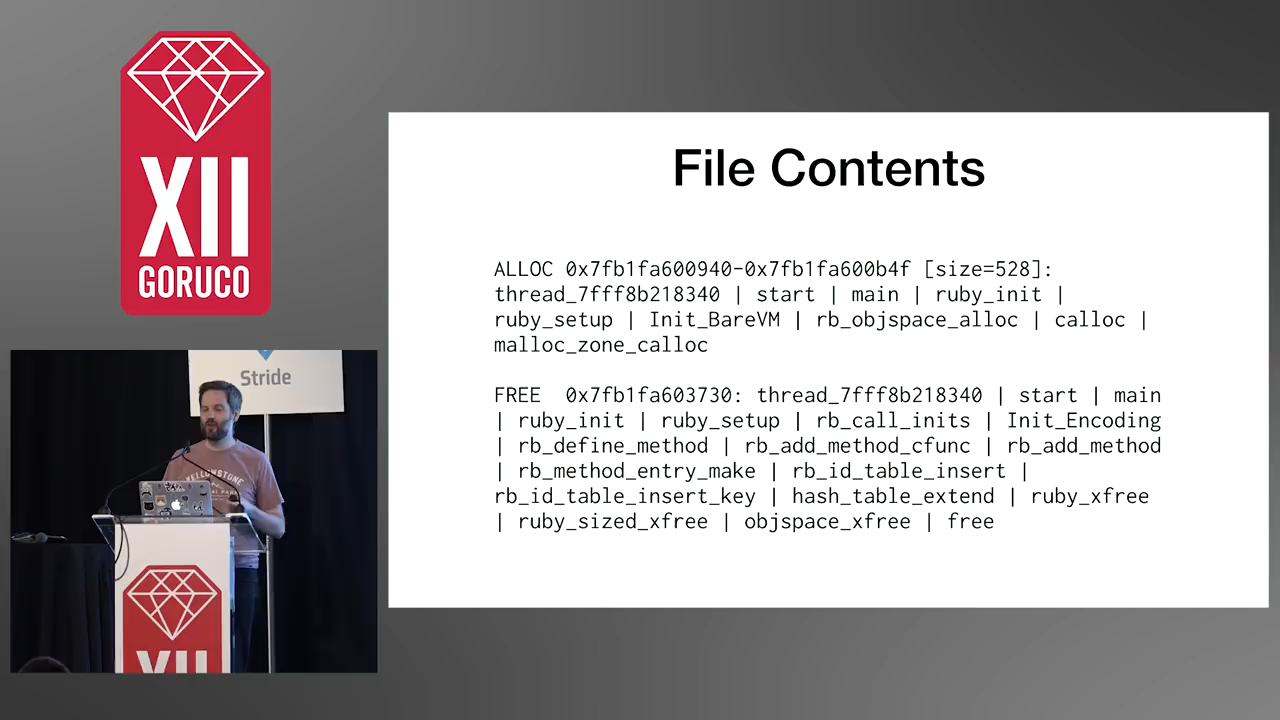 XII
GORUCO
Stride
YELLOWSTONE
XII
File Contents
ALLOC 0x7fb1fa600940-0x7fb1fa600b4f [size=528]:
thread_7fff8b218340 | start | main | ruby_init |
ruby_setup | Init_BareVM | rb_objspace_alloc | calloc |
malloc_zone_calloc
FREE  0x7fb1fa603730: thread_7fff8b218340 | start | main
| ruby_init | ruby_setup | rb_call_inits | Init_Encoding
| rb_define_method | rb_add_method_cfunc | rb_add_method
| rb_method_entry_make | rb_id_table_insert |
rb_id_table_insert_key | hash_table_extend | ruby_xfree
| ruby_sized_xfree | objspace_xfree | free